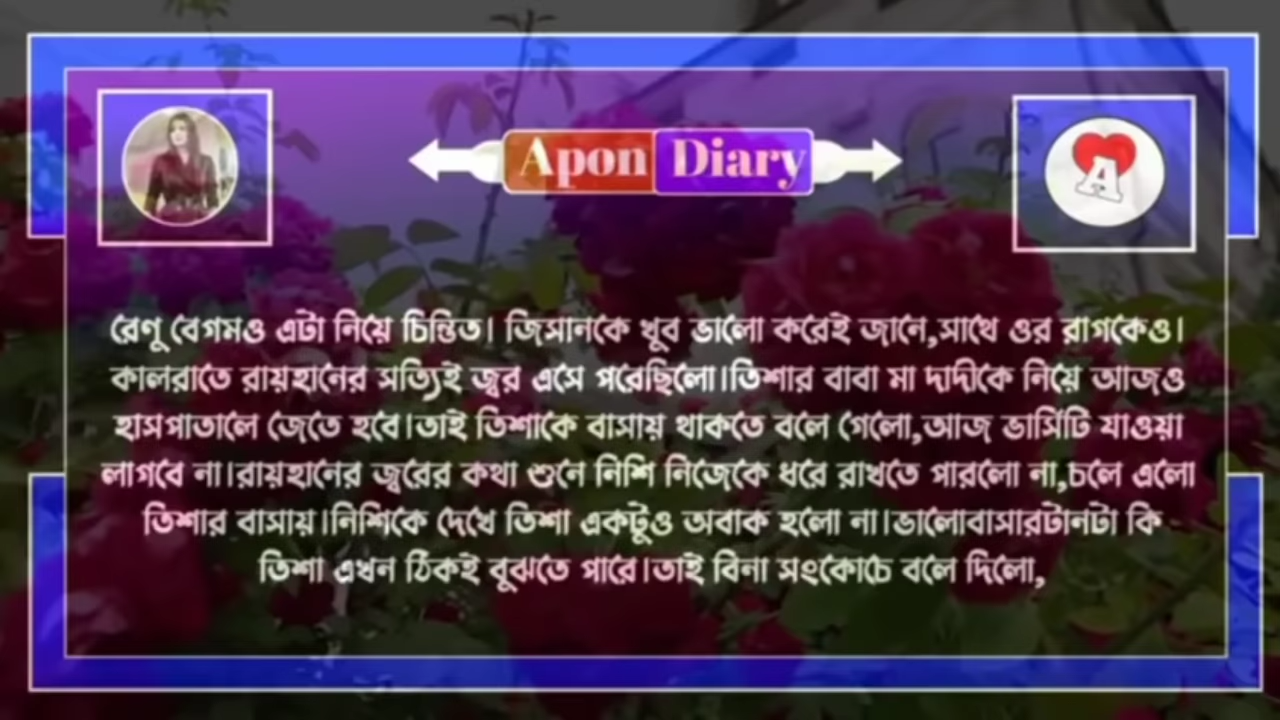 Apon Diary
A
রেণু বেগমও এটা নিয়ে চিন্তিত। জিসানকে খুব ভালো করেই জানে,সাথে ওর রাগকেও।
কালরাতে রায়হানের সত্যিই জ্বর এসে পরেছিলো।তিশার বাবা মা দাদীকে নিয়ে আজও
হাসপাতালে জেতে হবে।তাই তিশাকে বাসায় থাকতে বলে গেলো,আজ ভার্সিটি যাওয়া
লাগবে না।রায়হানের জ্বরের কথা শুনে নিশি নিজেকে ধরে রাখতে পারলো না,চলে এলো
তিশার বাসায়।নিশিকে দেখে তিশা একটুও অবাক হলো না।ভালোবাসারটানটা কি
তিশা এখন ঠিকই বুঝতে পারে।তাই বিনা সংকোচে বলে দিলো,